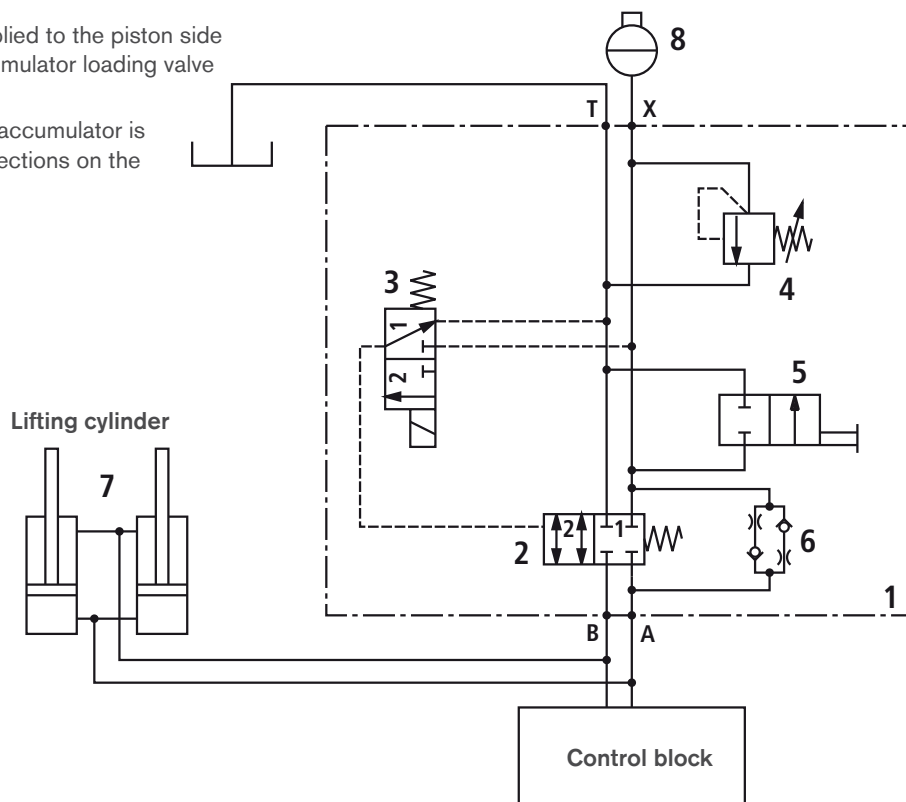 plied to the piston side
mulator loading valve
accumulator is
ections on the
8
T X
3
1
2
4
5
Lifting cylinder
7
2
2 1
6
1
B A
Control block